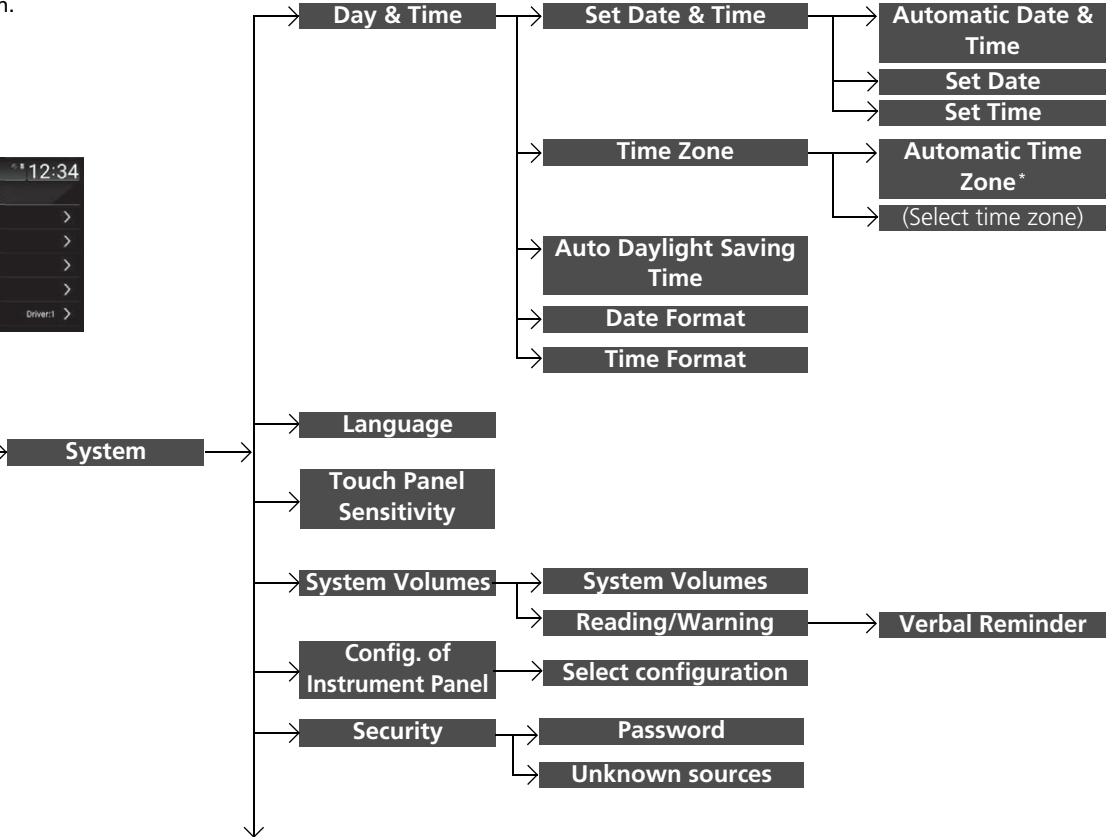 n.
12:34
Driver:1
System
Day & Time
Set Date & Time
Automatic Date &
Time
Set Date
Set Time
Time Zone
Automatic Time
Zone*
(Select time zone)
Auto Daylight Saving
Time
Date Format
Time Format
Language
Touch Panel
Sensitivity
System Volumes
System Volumes
Reading/Warning
Verbal Reminder
Config. of
Instrument Panel
Select configuration
Security
Password
Unknown sources